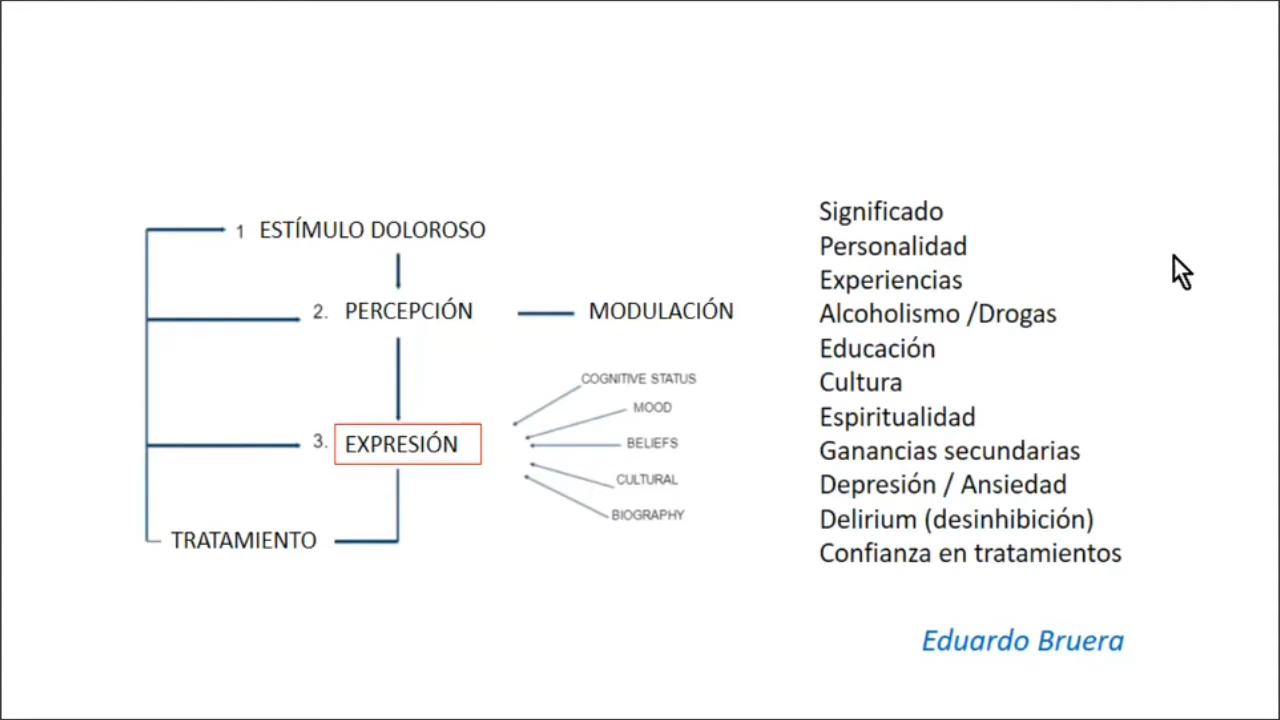 1 ESTÍMULO DOLOROSO
2. PERCEPCIÓN
MODULACIÓN
3. EXPRESIÓN
COGNITIVE STATUS
MOOD
BELIEFS
CULTURAL
BIOGRAPHY
TRATAMIENTO
Significado
Personalidad
Experiencias
Alcoholismo /Drogas
Educación
Cultura
Espiritualidad
Ganancias secundarias
Depresión / Ansiedad
Delirium (desinhibición)
Confianza en tratamientos
Eduardo Bruera